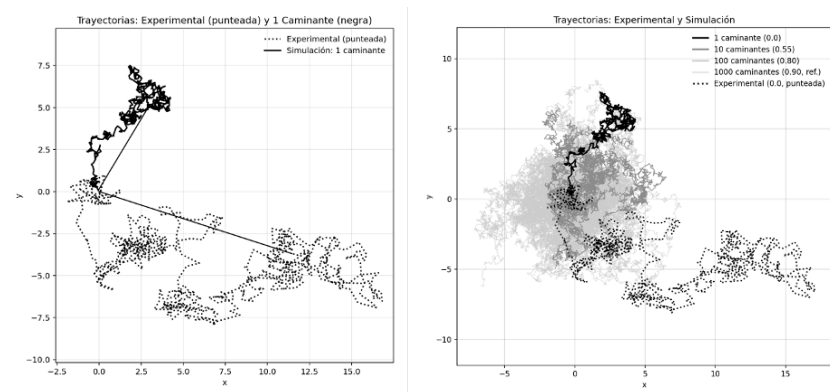 Trayectorias: Experimental (punteada) y 1 Caminante (negra)
Experimental (punteada)
Simulación: 1 caminante
7.5
5.0
2.5
0.0
−2.5
−5.0
−7.5
−10.0
y
−2.5 0.0 2.5 5.0 7.5 10.0 12.5 15.0
x
Trayectorias: Experimental y Simulación
1 caminante (0.0)
10 caminantes (0.55)
100 caminantes (0.80)
1000 caminantes (0.90, ref.)
Experimental (0.0, punteada)
10
5
0
−5
−10
y
−5 0 5 10 15
x